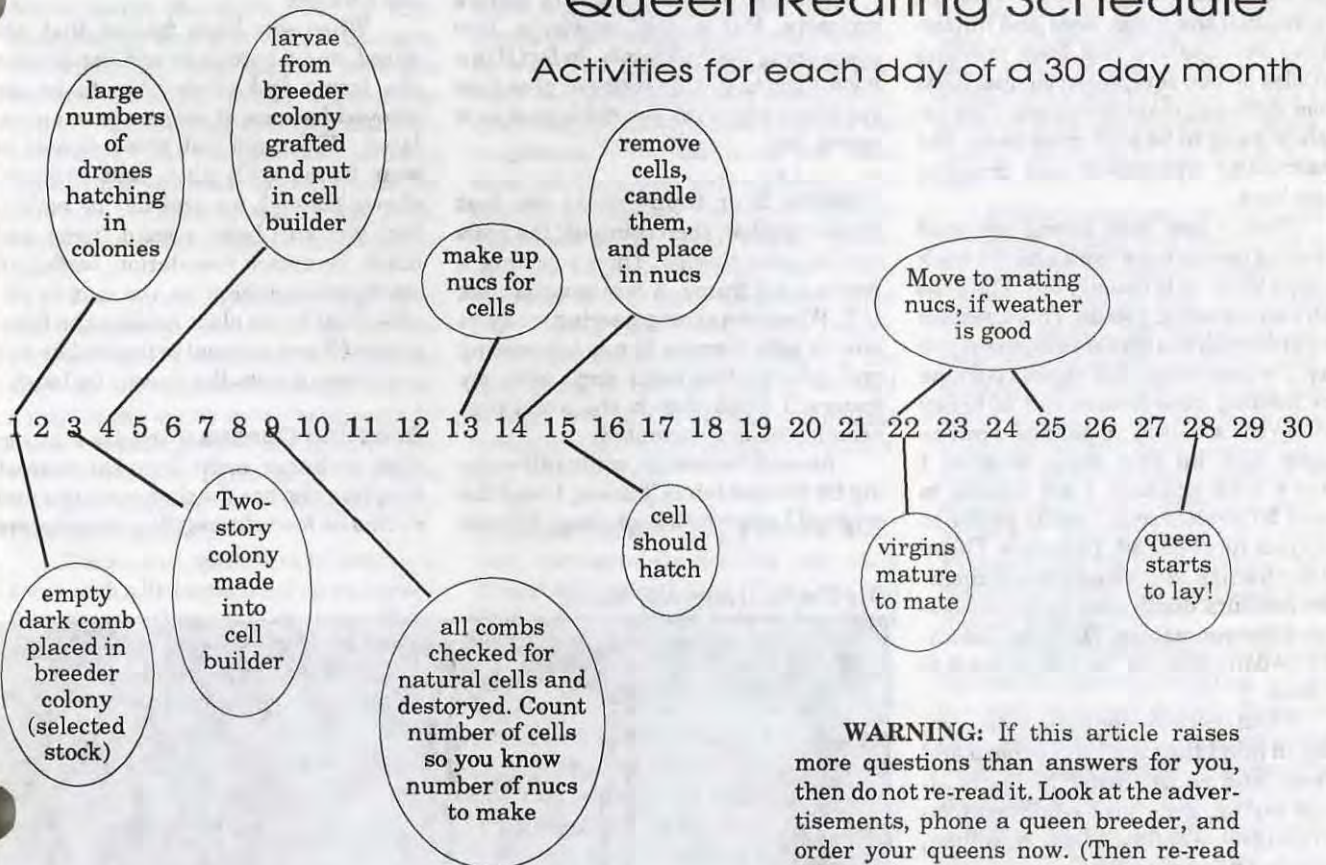 Queen Rearing Schedule
Activities for each day of a 30 day month
large
numbers
of
drones
hatching
in
colonies
larvae
from
breeder
colony
grafted
and put
in cell
builder
make up
nucs for
cells
remove
cells,
candle
them,
and place
in nucs
Move to mating
nucs, if weather
is good
1 2 3 4 5 6 7 8 9 10 11 12 13 14 15 16 17 18 19 20 21 22 23 24 25 26 27 28 29 30
empty
dark comb
placed in
breeder
colony
(selected
stock)
Two-
story
colony
made
into
cell
builder
all combs
checked for
natural cells and
destoryed. Count
number of cells
so you know
number of nucs
to make
cell
should
hatch
virgins
mature
to mate
queen
starts
to lay!
WARNING: If this article raises
more questions than answers for you,
then do not re-read it. Look at the adver-
tisements, phone a queen breeder, and
order your queens now. (Then re-read